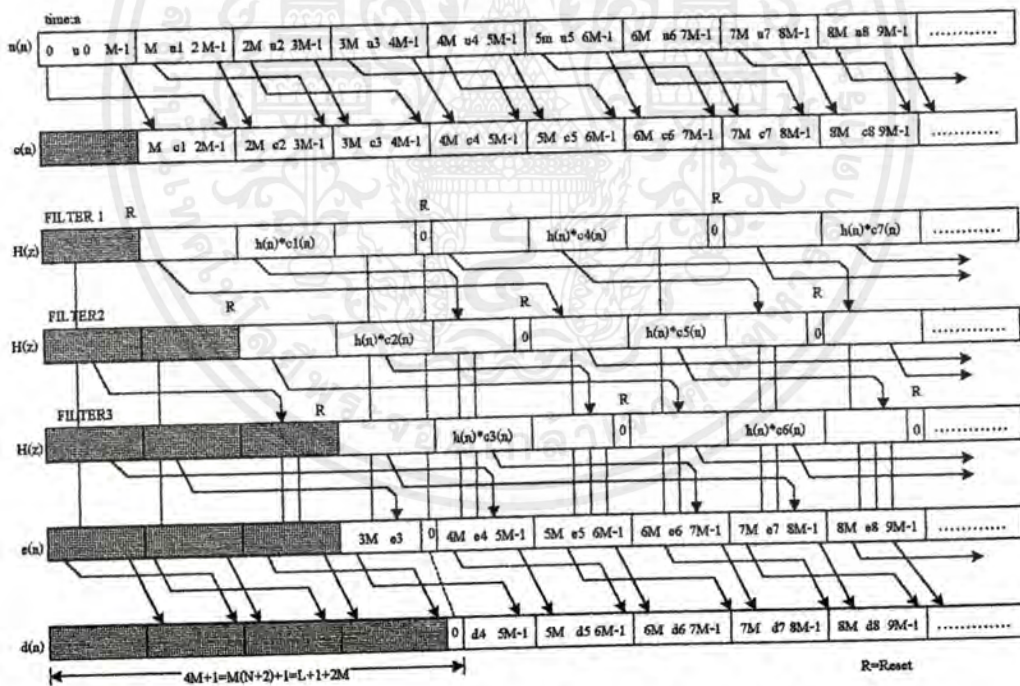 time:n
n(n) 0 u 0 M-1 M u1 2M-1 2M u2 3M-1 3M u3 4M-1 4M u4 5M-1 5m u5 6M-1 6M u6 7M-1 7M u7 8M-1 8M u8 9M-1 ............
c(n) M c1 2M-1 2M c2 3M-1 3M c3 4M-1 4M c4 5M-1 5M c5 6M-1 6M c6 7M-1 7M c7 8M-1 8M c8 9M-1 ............
R R
FILTER 1 R
H(z) h(n)*c1(n) 0 h(n)*c4(n) 0 h(n)*c7(n) ............
R R R
FILTER2
H(z) h(n)*c2(n) 0 h(n)*c5(n) 0 ............
R R R
FILTER3
H(z) h(n)*c3(n) 0 h(n)*c6(n) 0 ............
e(n) 3M e3 0 4M e4 5M-1 5M e5 6M-1 6M e6 7M-1 7M e7 8M-1 8M e8 9M-1 ............
d(n) 0 d4 5M-1 5M d5 6M-1 6M d6 7M-1 7M d7 8M-1 8M d8 9M-1 ............
4M+1=M(N+2)+1=L+1+2M
R=Reset